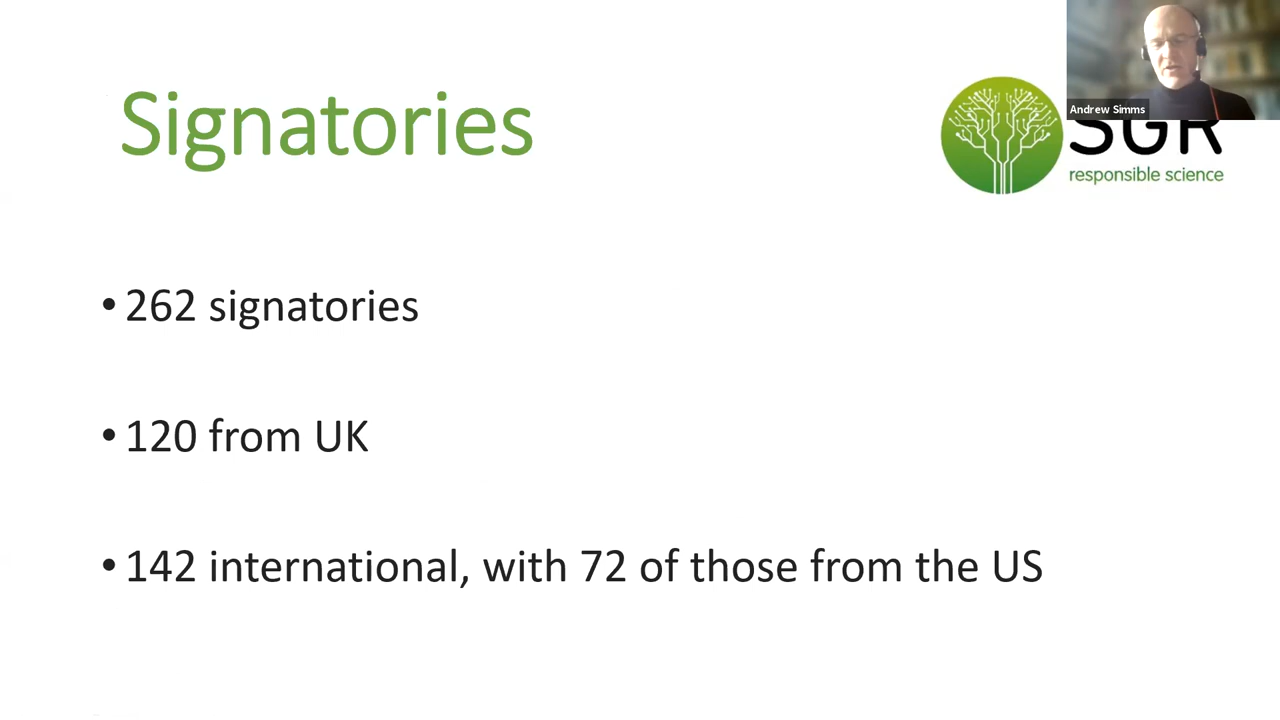 Andrew Simms
Signatories
SGR
responsible science
• 262 signatories
• 120 from UK
• 142 international, with 72 of those from the US